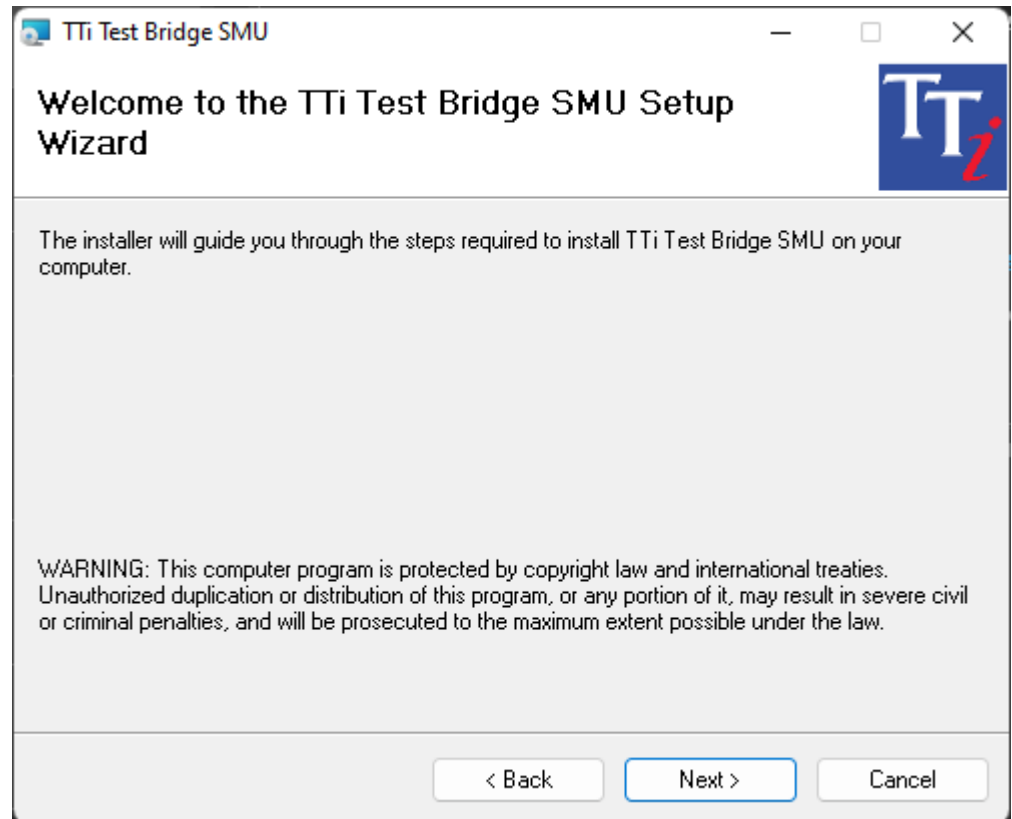 TTi Test Bridge SMU
Welcome to the TTi Test Bridge SMU Setup
Wizard
TTi
The installer will guide you through the steps required to install TTi Test Bridge SMU on your
computer.
WARNING: This computer program is protected by copyright law and international treaties.
Unauthorized duplication or distribution of this program, or any portion of it, may result in severe civil
or criminal penalties, and will be prosecuted to the maximum extent possible under the law.
< Back
Next >
Cancel